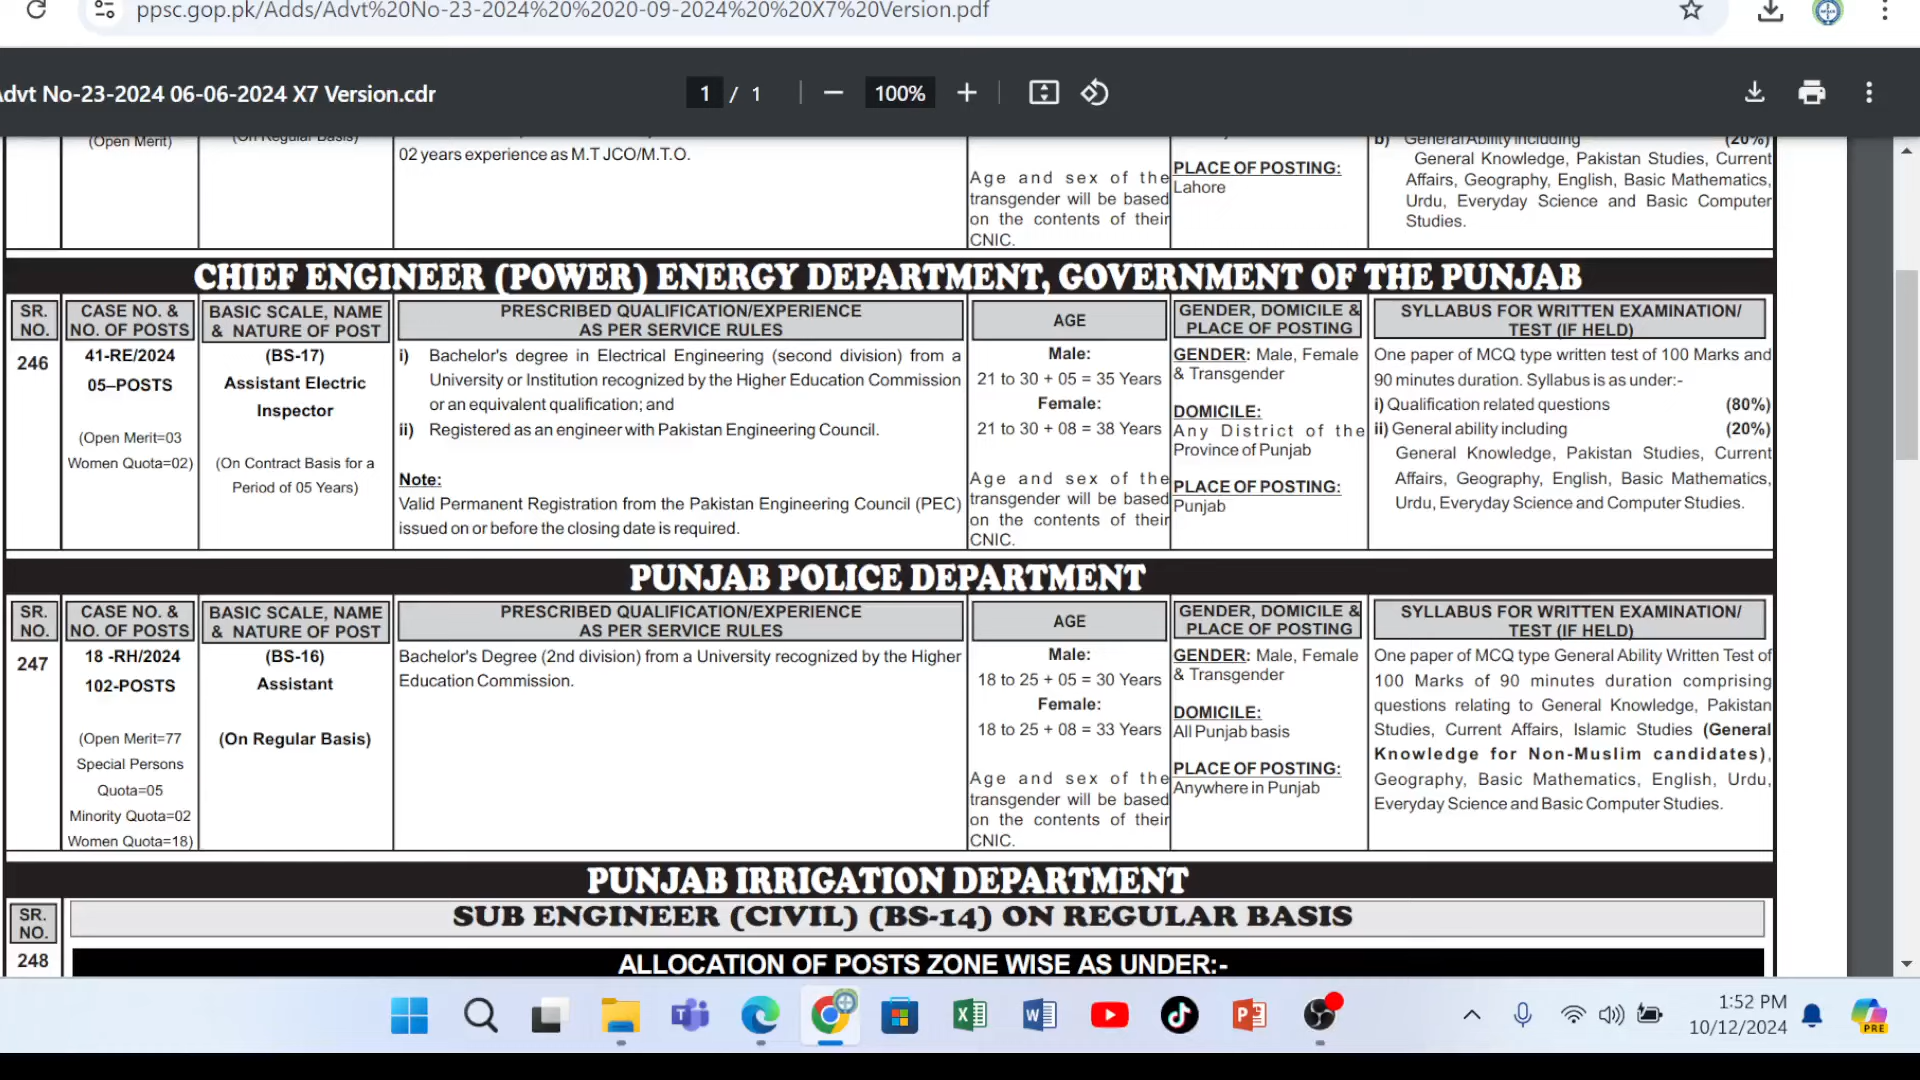 ppsc.gop.pk/Adds/Advt%20No-23-2024%20%2020-09-2024%20%20X7%20Version.pdf
Advt No-23-2024 06-06-2024 X7 Version.cdr
1 / 1
100%
(Open Merit)
(On Regular Basis)
02 years experience as M.T JCO/M.T.O.
Age and sex of the
transgender will be based
on the contents of their
CNIC.
PLACE OF POSTING:
Lahore
b) General Ability including (20%)
General Knowledge, Pakistan Studies, Current
Affairs, Geography, English, Basic Mathematics,
Urdu, Everyday Science and Basic Computer
Studies.
CHIEF ENGINEER (POWER) ENERGY DEPARTMENT, GOVERNMENT OF THE PUNJAB
SR.
NO.
CASE NO. &
NO. OF POSTS
BASIC SCALE, NAME
& NATURE OF POST
PRESCRIBED QUALIFICATION/EXPERIENCE
AS PER SERVICE RULES
AGE
GENDER, DOMICILE &
PLACE OF POSTING
SYLLABUS FOR WRITTEN EXAMINATION/
TEST (IF HELD)
246
41-RE/2024
05–POSTS
(Open Merit=03
Women Quota=02)
(BS-17)
Assistant Electric
Inspector
(On Contract Basis for a
Period of 05 Years)
i) Bachelor's degree in Electrical Engineering (second division) from a
University or Institution recognized by the Higher Education Commission
or an equivalent qualification; and
ii) Registered as an engineer with Pakistan Engineering Council.
Note:
Valid Permanent Registration from the Pakistan Engineering Council (PEC)
issued on or before the closing date is required.
Male:
21 to 30 + 05 = 35 Years
Female:
21 to 30 + 08 = 38 Years
Age and sex of the
transgender will be based
on the contents of their
CNIC.
GENDER: Male, Female
& Transgender
DOMICILE:
Any District of the
Province of Punjab
PLACE OF POSTING:
Punjab
One paper of MCQ type written test of 100 Marks and
90 minutes duration. Syllabus is as under:-
i) Qualification related questions (80%)
ii) General ability including (20%)
General Knowledge, Pakistan Studies, Current
Affairs, Geography, English, Basic Mathematics,
Urdu, Everyday Science and Computer Studies.
PUNJAB POLICE DEPARTMENT
SR.
NO.
CASE NO. &
NO. OF POSTS
BASIC SCALE, NAME
& NATURE OF POST
PRESCRIBED QUALIFICATION/EXPERIENCE
AS PER SERVICE RULES
AGE
GENDER, DOMICILE &
PLACE OF POSTING
SYLLABUS FOR WRITTEN EXAMINATION/
TEST (IF HELD)
247
18 -RH/2024
102-POSTS
(Open Merit=77
Special Persons
Quota=05
Minority Quota=02
Women Quota=18)
(BS-16)
Assistant
(On Regular Basis)
Bachelor's Degree (2nd division) from a University recognized by the Higher
Education Commission.
Male:
18 to 25 + 05 = 30 Years
Female:
18 to 25 + 08 = 33 Years
Age and sex of the
transgender will be based
on the contents of their
CNIC.
GENDER: Male, Female
& Transgender
DOMICILE:
All Punjab basis
PLACE OF POSTING:
Anywhere in Punjab
One paper of MCQ type General Ability Written Test of
100 Marks of 90 minutes duration comprising
questions relating to General Knowledge, Pakistan
Studies, Current Affairs, Islamic Studies (General
Knowledge for Non-Muslim candidates),
Geography, Basic Mathematics, English, Urdu,
Everyday Science and Basic Computer Studies.
PUNJAB IRRIGATION DEPARTMENT
SR.
NO.
SUB ENGINEER (CIVIL) (BS-14) ON REGULAR BASIS
248
ALLOCATION OF POSTS ZONE WISE AS UNDER:-
1:52 PM
10/12/2024
PRE